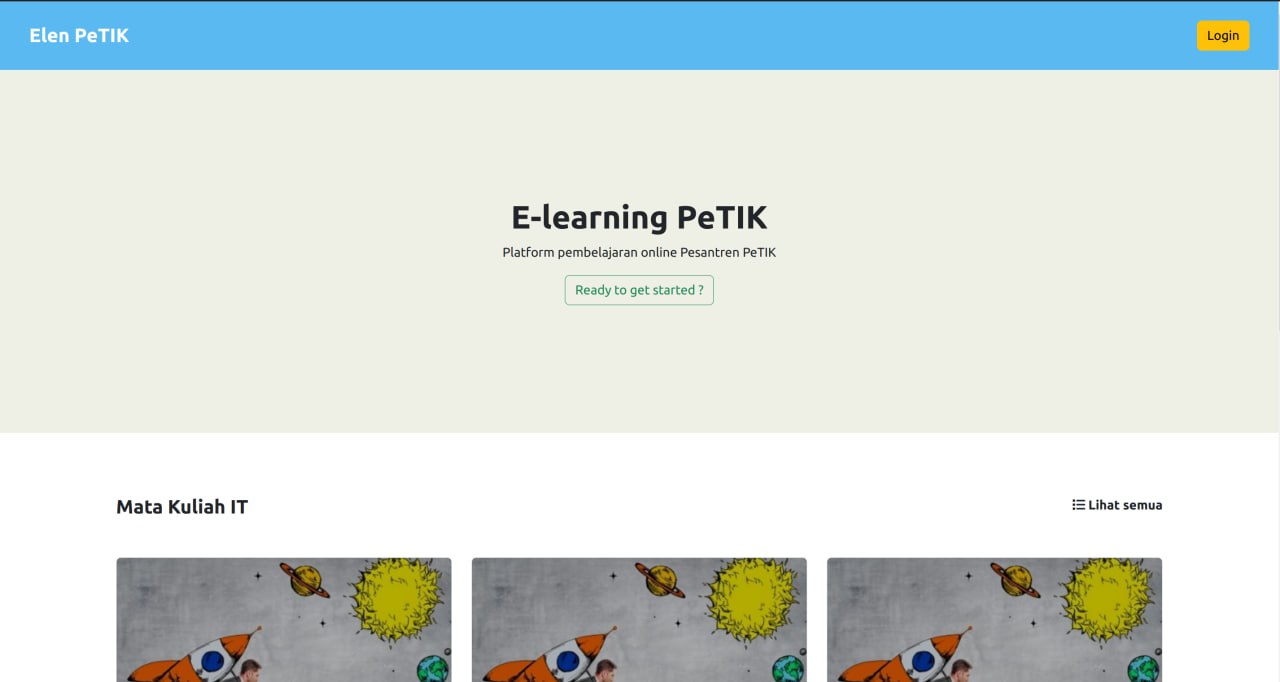 Elen PeTIK
Login
E-learning PeTIK
Platform pembelajaran online Pesantren PeTIK
Ready to get started ?
Mata Kuliah IT
Lihat semua